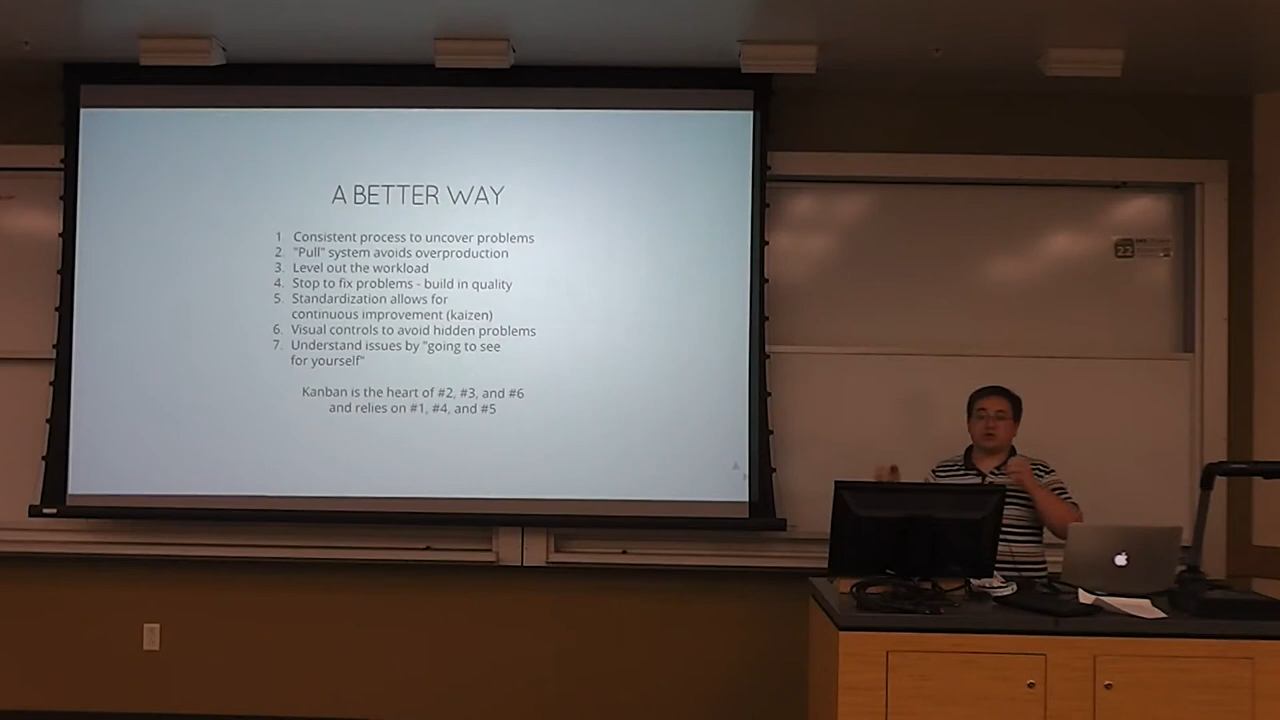 A BETTER WAY
1. Consistent process to uncover problems
2. "Pull" system avoids overproduction
3. Level out the workload
4. Stop to fix problems - build in quality
5. Standardization allows for
continuous improvement (kaizen)
6. Visual controls to avoid hidden problems
7. Understand issues by "going to see
for yourself"
Kanban is the heart of #2, #3, and #6
and relies on #1, #4, and #5
22